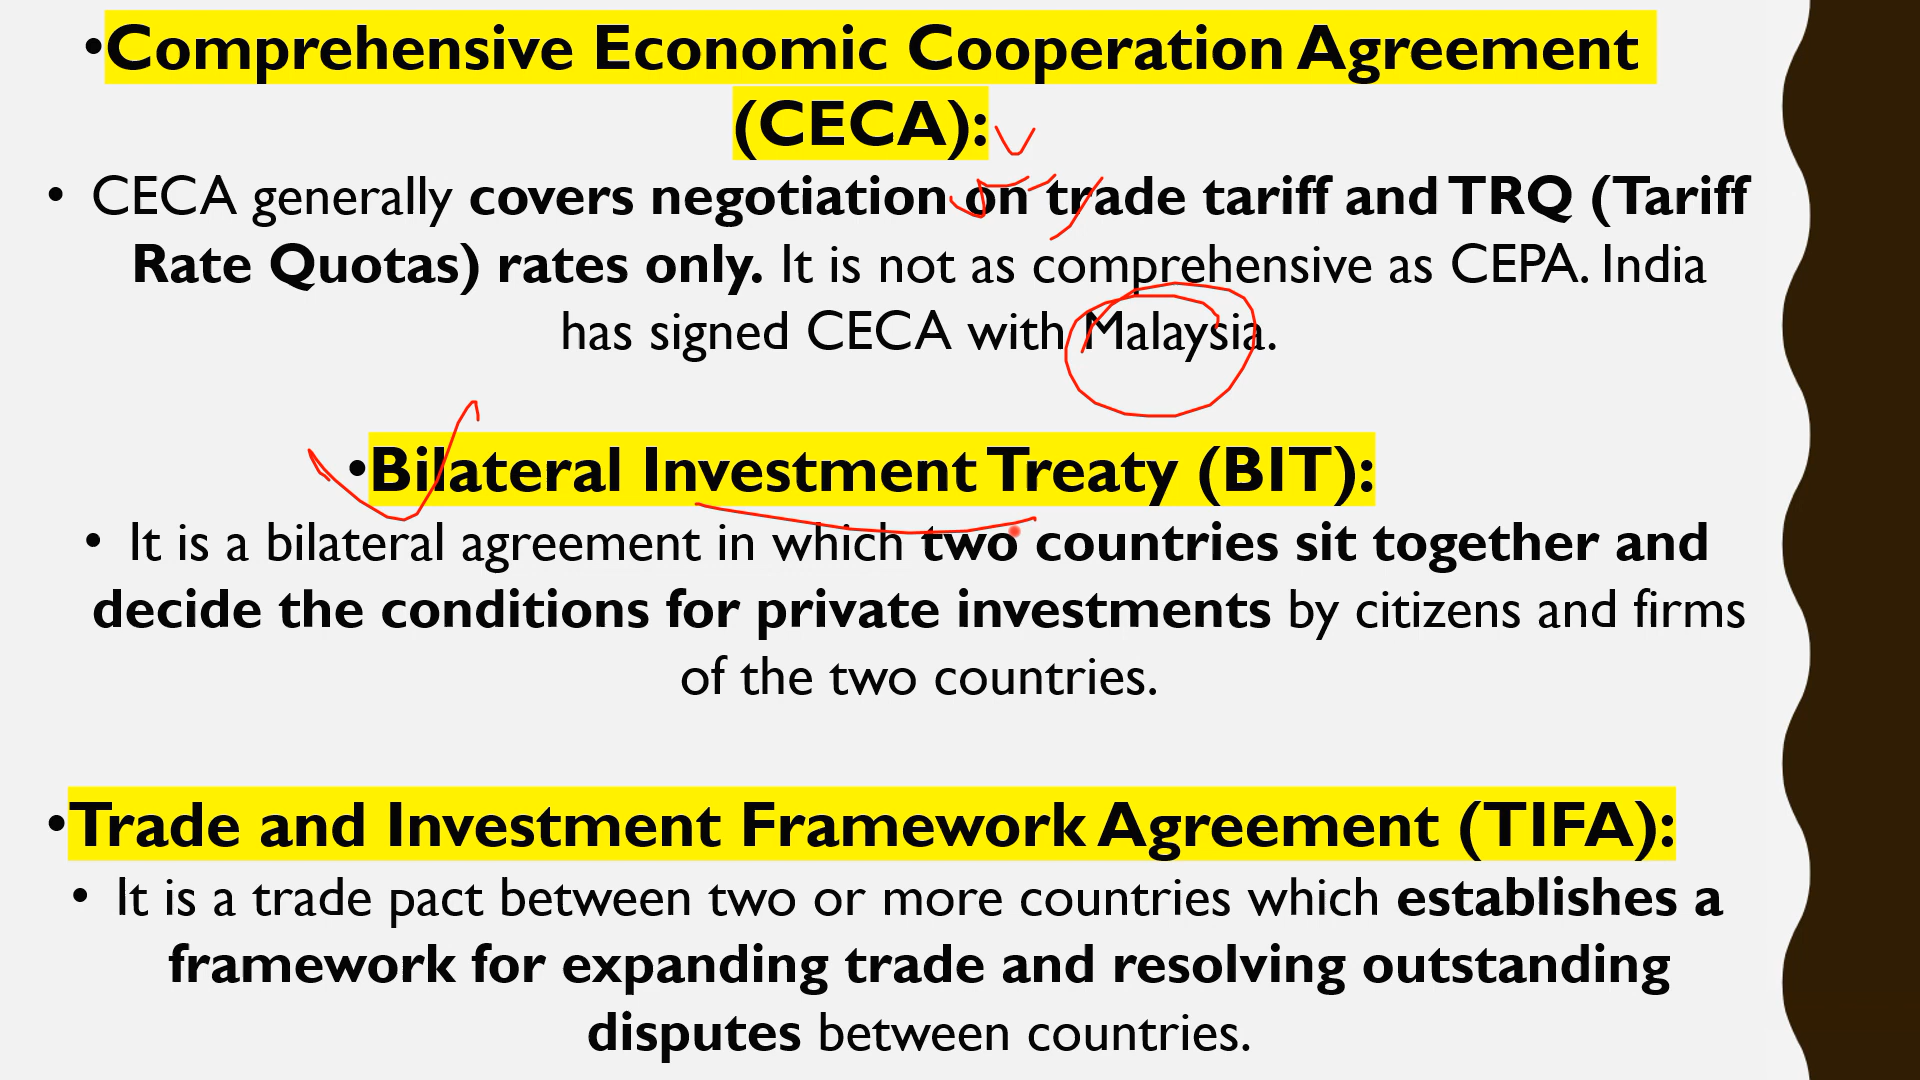 •Comprehensive Economic Cooperation Agreement
(CECA):
• CECA generally covers negotiation on trade tariff and TRQ (Tariff
Rate Quotas) rates only. It is not as comprehensive as CEPA. India
has signed CECA with Malaysia.
•Bilateral Investment Treaty (BIT):
• It is a bilateral agreement in which two countries sit together and
decide the conditions for private investments by citizens and firms
of the two countries.
•Trade and Investment Framework Agreement (TIFA):
• It is a trade pact between two or more countries which establishes a
framework for expanding trade and resolving outstanding
disputes between countries.